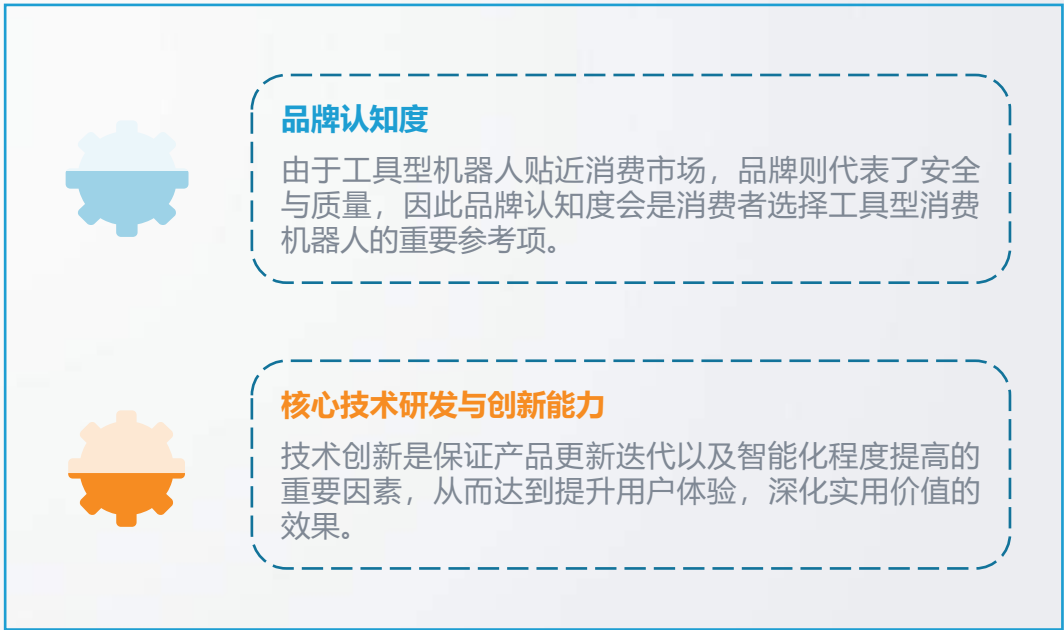 品牌认知度
由于工具型机器人贴近消费市场，品牌则代表了安全
与质量，因此品牌认知度会是消费者选择工具型消费
机器人的重要参考项。
核心技术研发与创新能力
技术创新是保证产品更新迭代以及智能化程度提高的
重要因素，从而达到提升用户体验，深化实用价值的
效果。